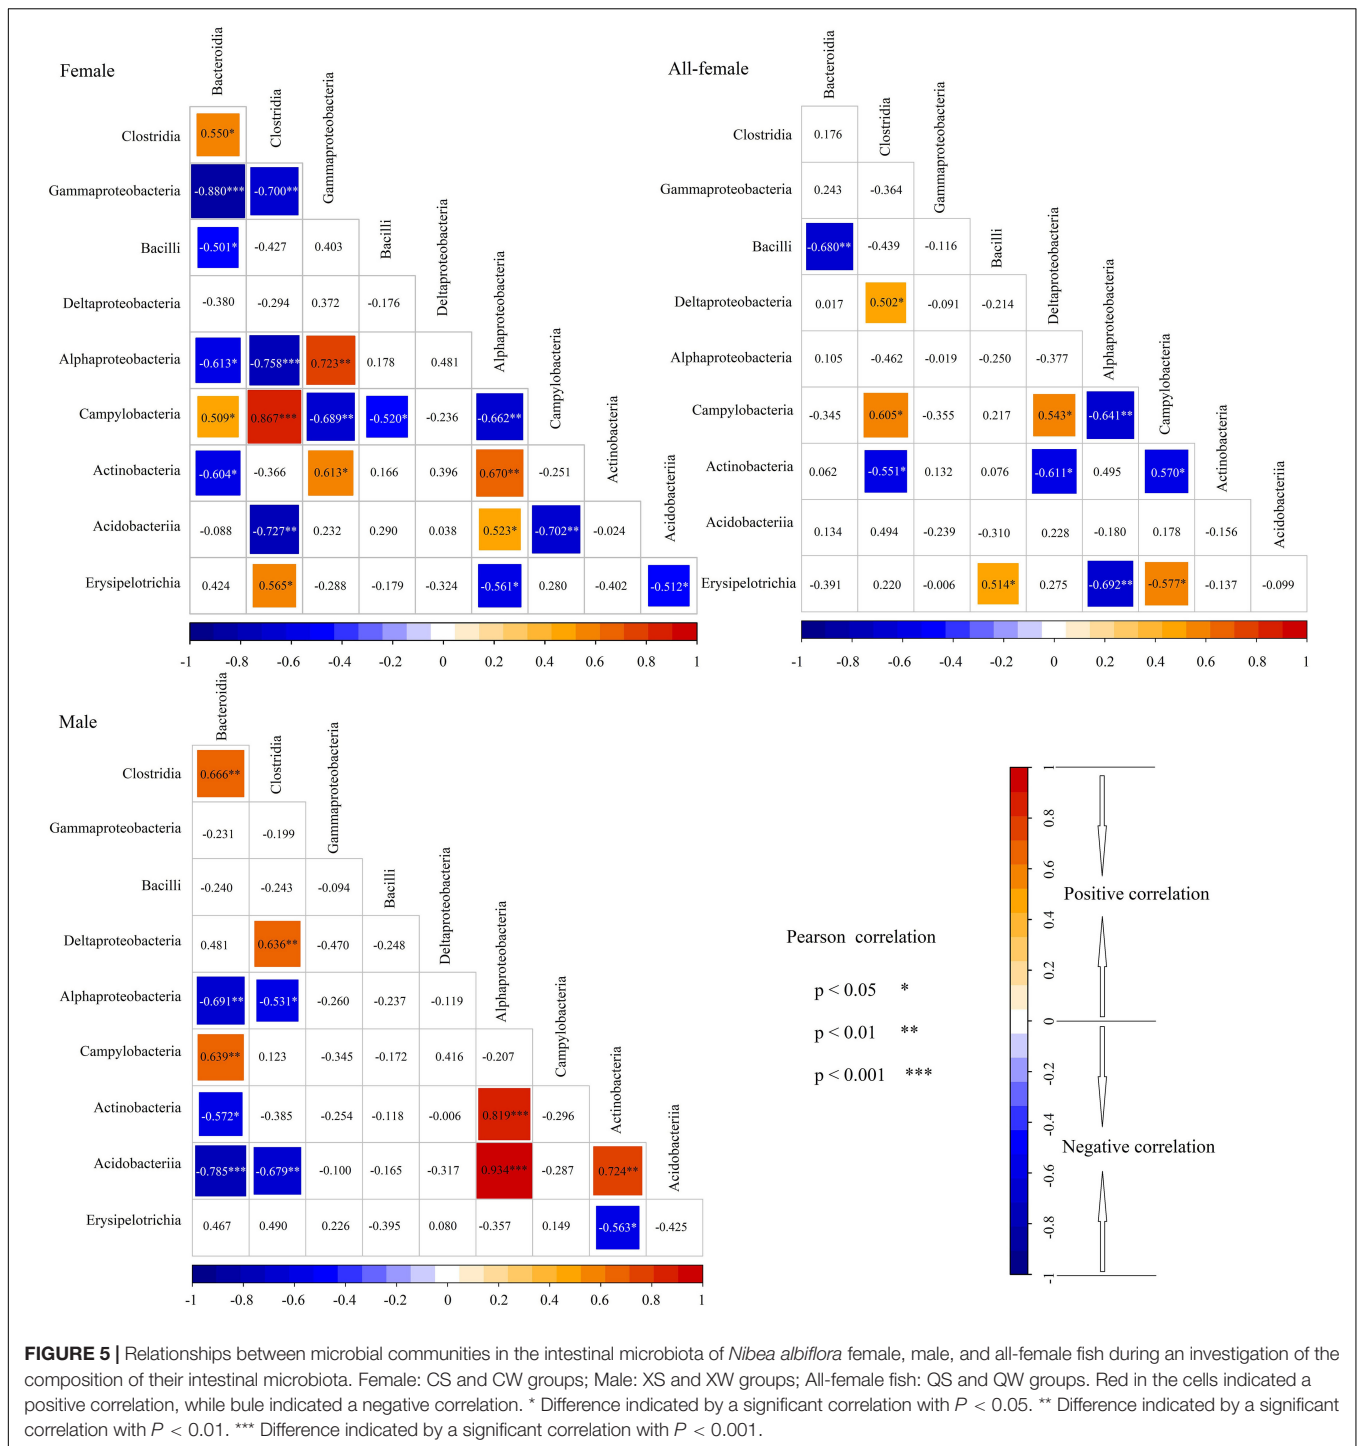 Female
Bacteroidia
Clostridia
Gammaproteobacteria
Bacilli
Deltaproteobacteria
Alphaproteobacteria
Campylobacteria
Actinobacteria
Acidobacteriia
Clostridia 0.550*
Gammaproteobacteria -0.880*** -0.700**
Bacilli -0.501* -0.427 0.403
Deltaproteobacteria -0.380 -0.294 0.372 -0.176
Alphaproteobacteria -0.613* -0.758*** 0.723** 0.178 0.481
Campylobacteria 0.509* 0.867*** -0.689** -0.520* -0.236 -0.662**
Actinobacteria -0.604* -0.366 0.613* 0.166 0.396 0.670** -0.251
Acidobacteriia -0.088 -0.727** 0.232 0.290 0.038 0.523* -0.702** -0.024
Erysipelotrichia 0.424 0.565* -0.288 -0.179 -0.324 -0.561* 0.280 -0.402 -0.512*
-1 -0.8 -0.6 -0.4 -0.2 0 0.2 0.4 0.6 0.8 1
All-female
Bacteroidia
Clostridia
Gammaproteobacteria
Bacilli
Deltaproteobacteria
Alphaproteobacteria
Campylobacteria
Actinobacteria
Acidobacteriia
Clostridia 0.176
Gammaproteobacteria 0.243 -0.364
Bacilli -0.680** -0.439 -0.116
Deltaproteobacteria 0.017 0.502* -0.091 -0.214
Alphaproteobacteria 0.105 -0.462 -0.019 -0.250 -0.377
Campylobacteria -0.345 0.605* -0.355 0.217 0.543* -0.641**
Actinobacteria 0.062 -0.551* 0.132 0.076 -0.611* 0.495 0.570*
Acidobacteriia 0.134 0.494 -0.239 -0.310 0.228 -0.180 0.178 -0.156
Erysipelotrichia -0.391 0.220 -0.006 0.514* 0.275 -0.692** -0.577* -0.137 -0.099
-1 -0.8 -0.6 -0.4 -0.2 0 0.2 0.4 0.6 0.8 1
Male
Bacteroidia
Clostridia
Gammaproteobacteria
Bacilli
Deltaproteobacteria
Alphaproteobacteria
Campylobacteria
Actinobacteria
Acidobacteriia
Clostridia 0.666**
Gammaproteobacteria -0.231 -0.199
Bacilli -0.240 -0.243 -0.094
Deltaproteobacteria 0.481 0.636** -0.470 -0.248
Alphaproteobacteria -0.691** -0.531* -0.260 -0.237 -0.119
Campylobacteria 0.639** 0.123 -0.345 -0.172 0.416 -0.207
Actinobacteria -0.572* -0.385 -0.254 -0.118 -0.006 0.819*** -0.296
Acidobacteriia -0.785*** -0.679** -0.100 -0.165 -0.317 0.934*** -0.287 0.724**
Erysipelotrichia 0.467 0.490 0.226 -0.395 0.080 -0.357 0.149 -0.563* -0.425
-1 -0.8 -0.6 -0.4 -0.2 0 0.2 0.4 0.6 0.8 1
Pearson correlation
p < 0.05 *
p < 0.01 **
p < 0.001 ***
1
0.8
0.6
0.4
0.2
0
-0.2
-0.4
-0.6
-0.8
-1
Positive correlation
Negative correlation
FIGURE 5 | Relationships between microbial communities in the intestinal microbiota of Nibea albiflora female, male, and all-female fish during an investigation of the
composition of their intestinal microbiota. Female: CS and CW groups; Male: XS and XW groups; All-female fish: QS and QW groups. Red in the cells indicated a
positive correlation, while bule indicated a negative correlation. * Difference indicated by a significant correlation with P < 0.05. ** Difference indicated by a significant
correlation with P < 0.01. *** Difference indicated by a significant correlation with P < 0.001.